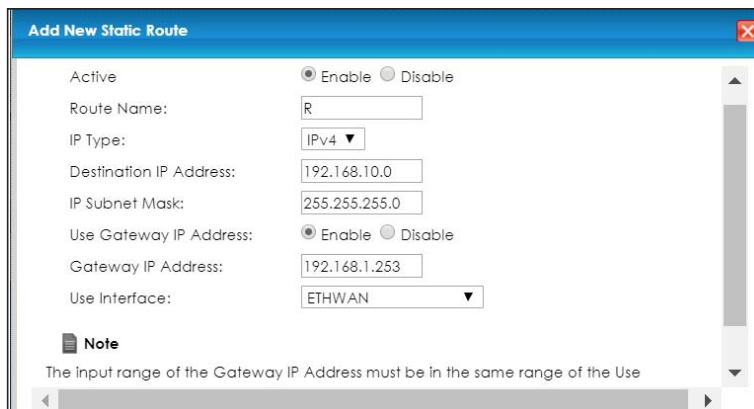 Add New Static Route
Active Enable Disable
Route Name: R
IP Type: IPv4
Destination IP Address: 192.168.10.0
IP Subnet Mask: 255.255.255.0
Use Gateway IP Address: Enable Disable
Gateway IP Address: 192.168.1.253
Use Interface: ETHWAN
Note
The input range of the Gateway IP Address must be in the same range of the Use